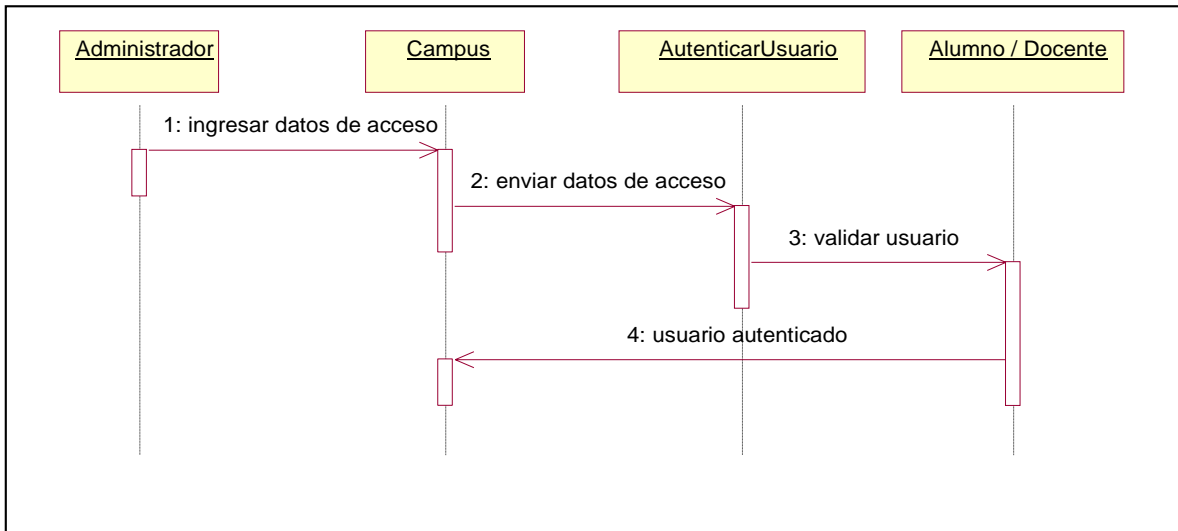 Administrador
Campus
AutenticarUsuario
Alumno / Docente
1: ingresar datos de acceso
2: enviar datos de acceso
3: validar usuario
4: usuario autenticado